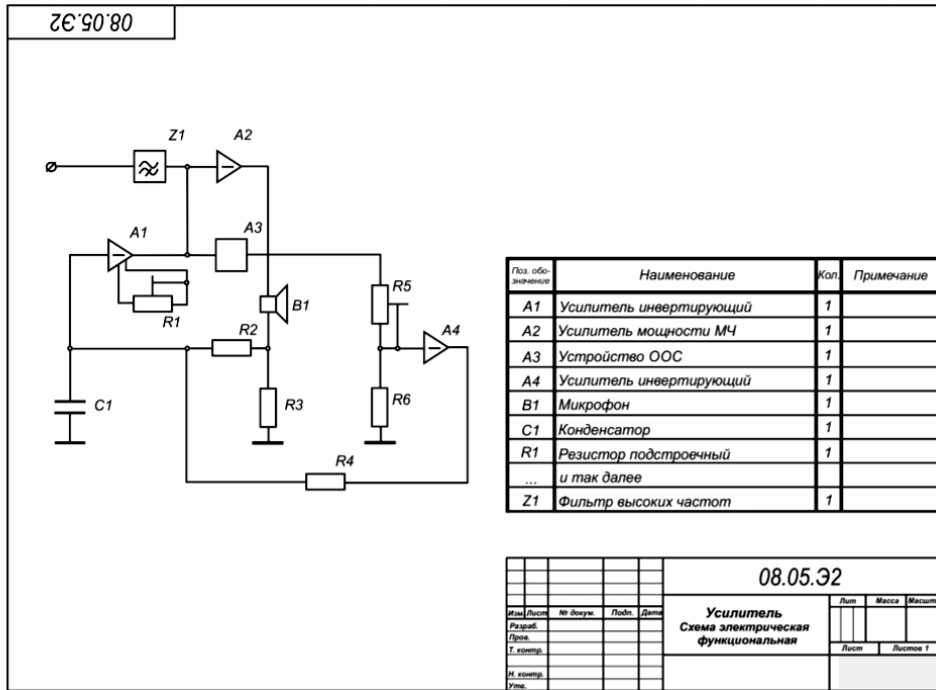 08.05.Э2
Z1
A2
A1
A3
R1
B1
R5
A4
R2
C1
R3
R6
R4
Поз. обо-
значение Наименование Кол. Примечание
A1 Усилитель инвертирующий 1
A2 Усилитель мощности МЧ 1
A3 Устройство ООС 1
A4 Усилитель инвертирующий 1
B1 Микрофон 1
C1 Конденсатор 1
R1 Резистор подстроечный 1
... и так далее
Z1 Фильтр высоких частот 1
08.05.Э2
Изм. Лист № докум. Подп. Дата
Разраб.
Пров.
Т. контр.
Н. контр.
Утв.
Усилитель
Схема электрическая
функциональная
Лит Масса Масшт
Лист Листов 1